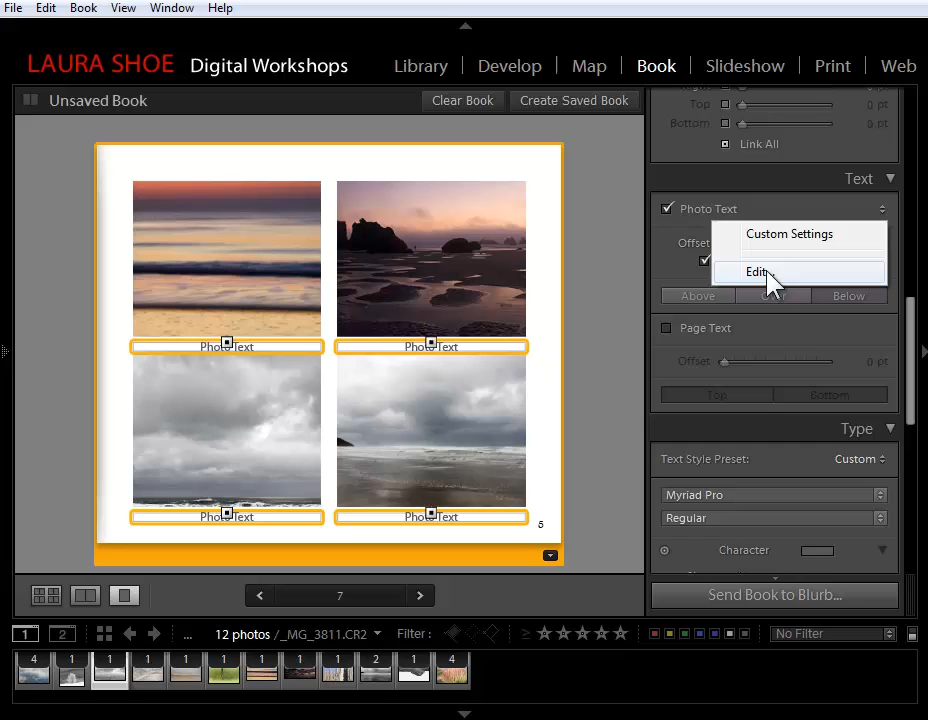 File Edit Book View Window Help
LAURA SHOE Digital Workshops Library Develop Map Book Slideshow Print Web
Unsaved Book Clear Book Create Saved Book
Top 0 pt
Bottom 0 pt
Link All
Text
Photo Text
Custom Settings
Offset
Edit...
Above Over Below
Page Text
Offset 0 pt
Top Bottom
Type
Text Style Preset: Custom
Myriad Pro
Regular
Character
Photo Text Photo Text
Photo Text Photo Text
5
7
Send Book to Blurb...
1 2 ... 12 photos / _MG_3811.CR2 Filter : No Filter
4 1 1 1 1 1 1 1 1 2 1 4